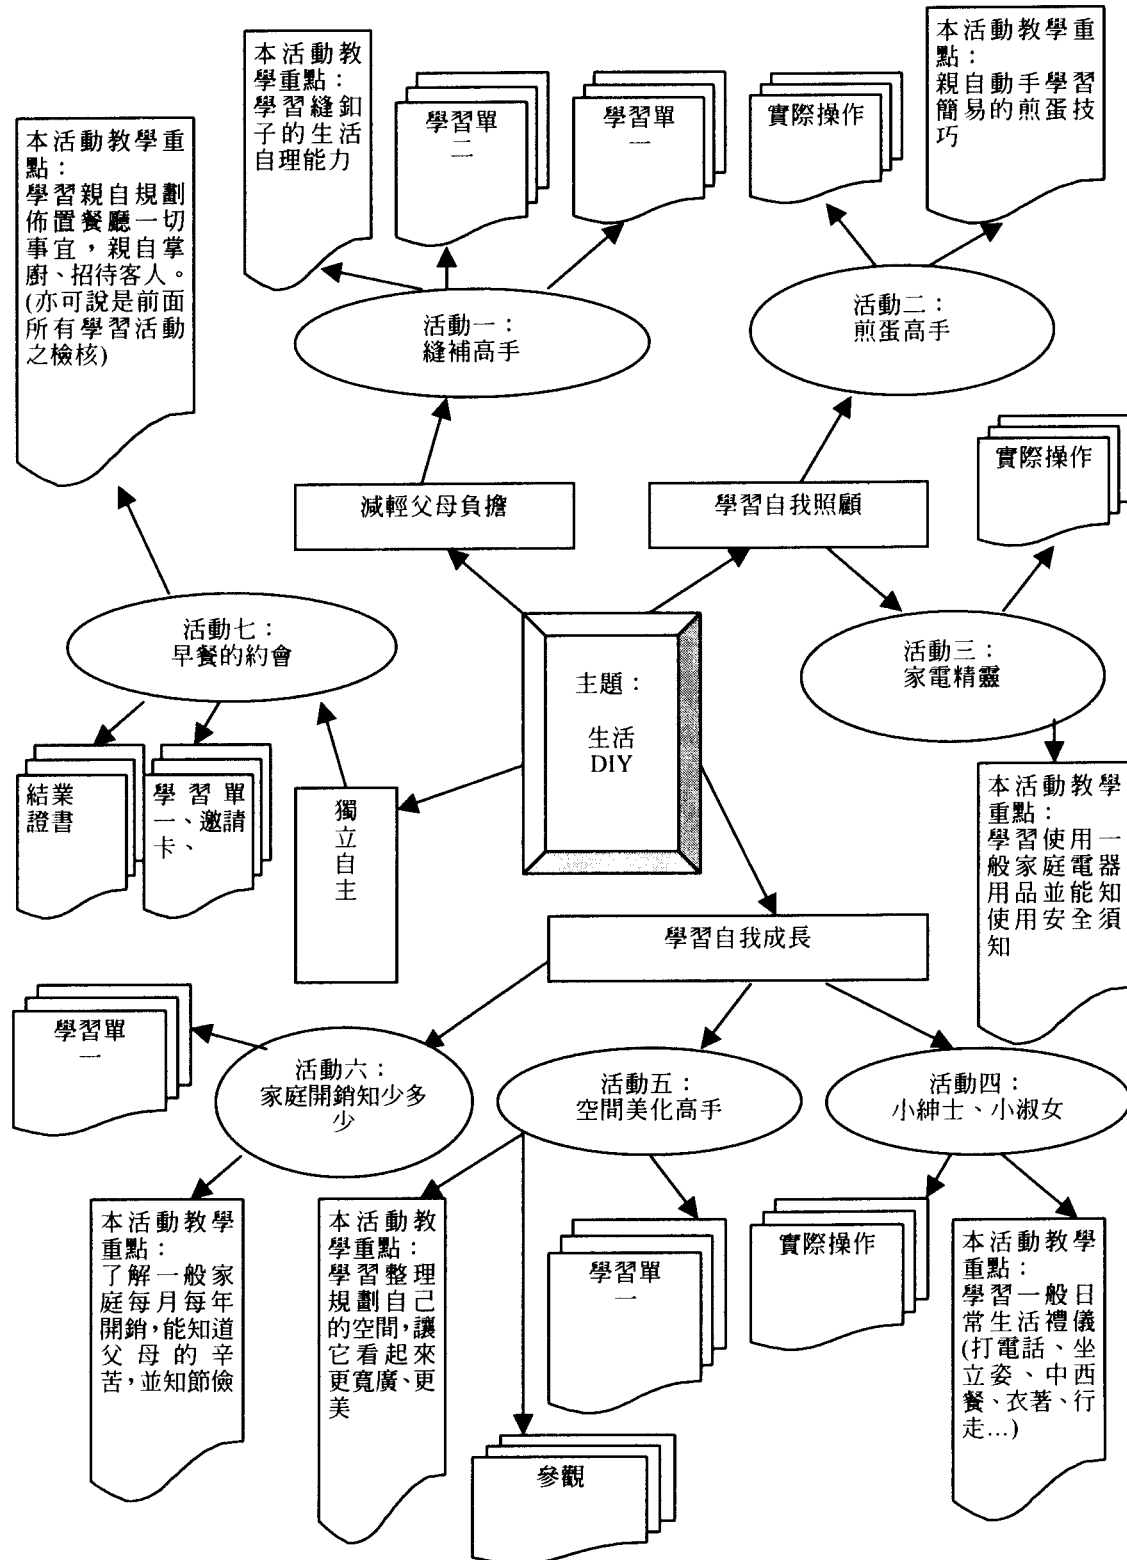 本活動教學重
點：
親自動手學習
簡易的煎蛋技
巧
本活動教
學重點：
學習縫釦
子的生活
自理能力
學習單
二
學習單
一
實際操作
本活動教學重
點：
學習親自規劃
佈置餐廳一切
事宜，親自掌
廚、招待客人。
(亦可說是前面
所有學習活動
之檢核)
活動一：
縫補高手
活動二：
煎蛋高手
實際操作
減輕父母負擔
學習自我照顧
活動七：
早餐的約會
主題：
生活
DIY
活動三：
家電精靈
結業
證書
學習單
一、邀請
卡、
獨
立
自
主
本活動教學
重點：
學習使用一
般家庭電器
用品並能知
使用安全須
知
學習自我成長
學習單
一
活動六：
家庭開銷知少多
少
活動五：
空間美化高手
活動四：
小紳士、小淑女
本活動教學
重點：
了解一般家
庭每月每年
開銷，能知道
父母的辛
苦，並知節儉
本活動教
學重點：
學習整理
規劃自己
的空間，讓
它看起來
更寬廣、更
美
學習單
一
實際操作
本活動教學
重點：
學習一般日
常生活禮儀
(打電話、坐
立姿、中西
餐、衣著、行
走...)
參觀